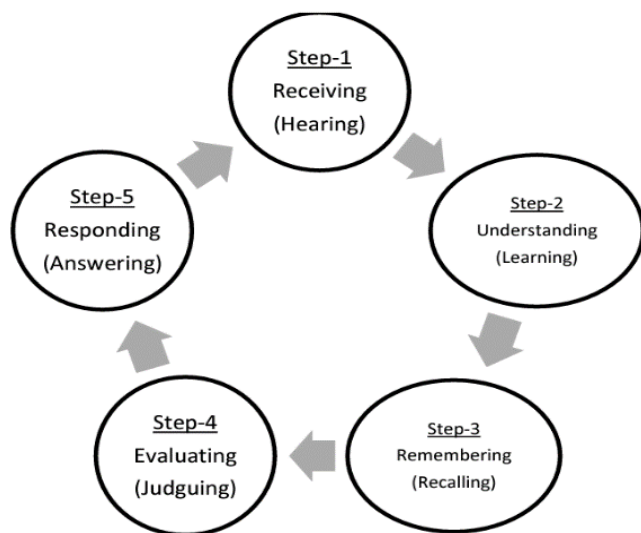 Step-1
Receiving
(Hearing)
Step-2
Understanding
(Learning)
Step-3
Remembering
(Recalling)
Step-4
Evaluating
(Judguing)
Step-5
Responding
(Answering)